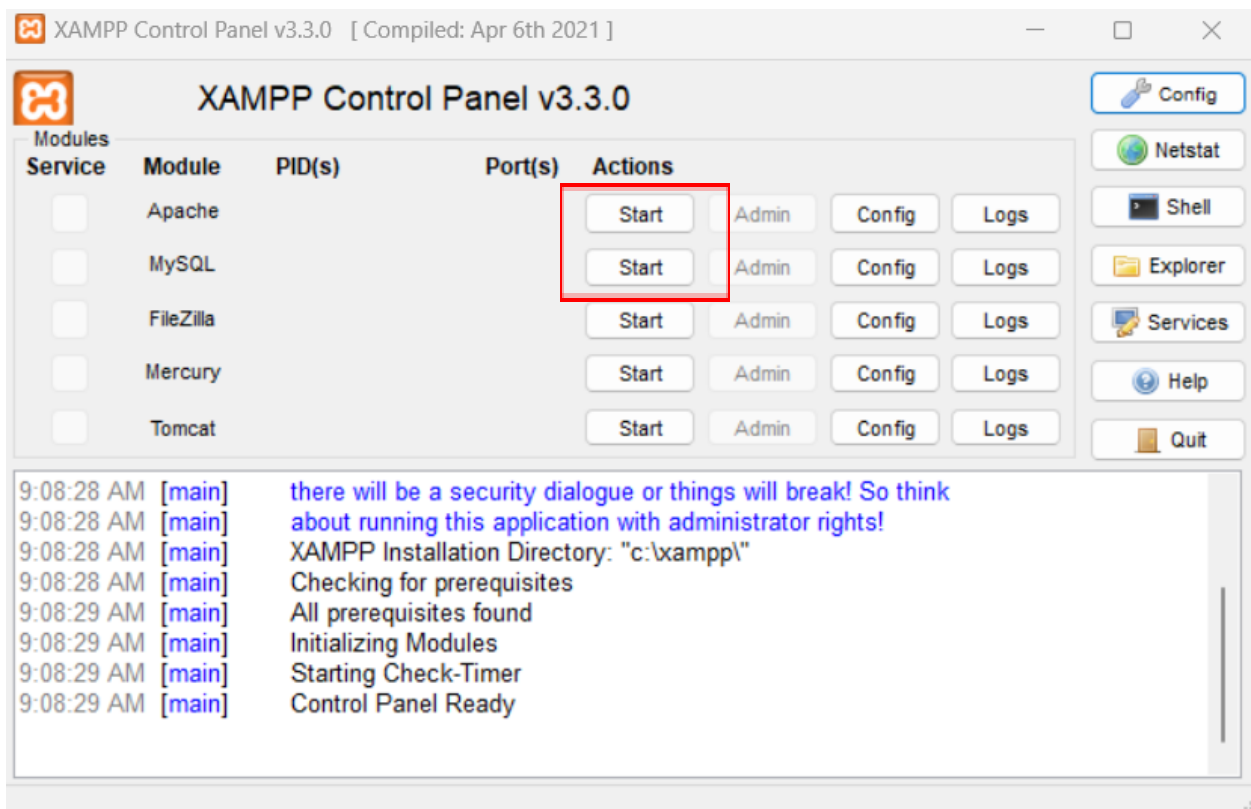 XAMPP Control Panel v3.3.0 [ Compiled: Apr 6th 2021 ]
XAMPP Control Panel v3.3.0
Config
Modules
Netstat
Service Module PID(s) Port(s) Actions
Apache Start Admin Config Logs
Shell
MySQL Start Admin Config Logs
Explorer
FileZilla Start Admin Config Logs
Services
Mercury Start Admin Config Logs
Help
Tomcat Start Admin Config Logs
Quit
9:08:28 AM [main] there will be a security dialogue or things will break! So think
9:08:28 AM [main] about running this application with administrator rights!
9:08:28 AM [main] XAMPP Installation Directory: "c:\xampp\"
9:08:28 AM [main] Checking for prerequisites
9:08:29 AM [main] All prerequisites found
9:08:29 AM [main] Initializing Modules
9:08:29 AM [main] Starting Check-Timer
9:08:29 AM [main] Control Panel Ready